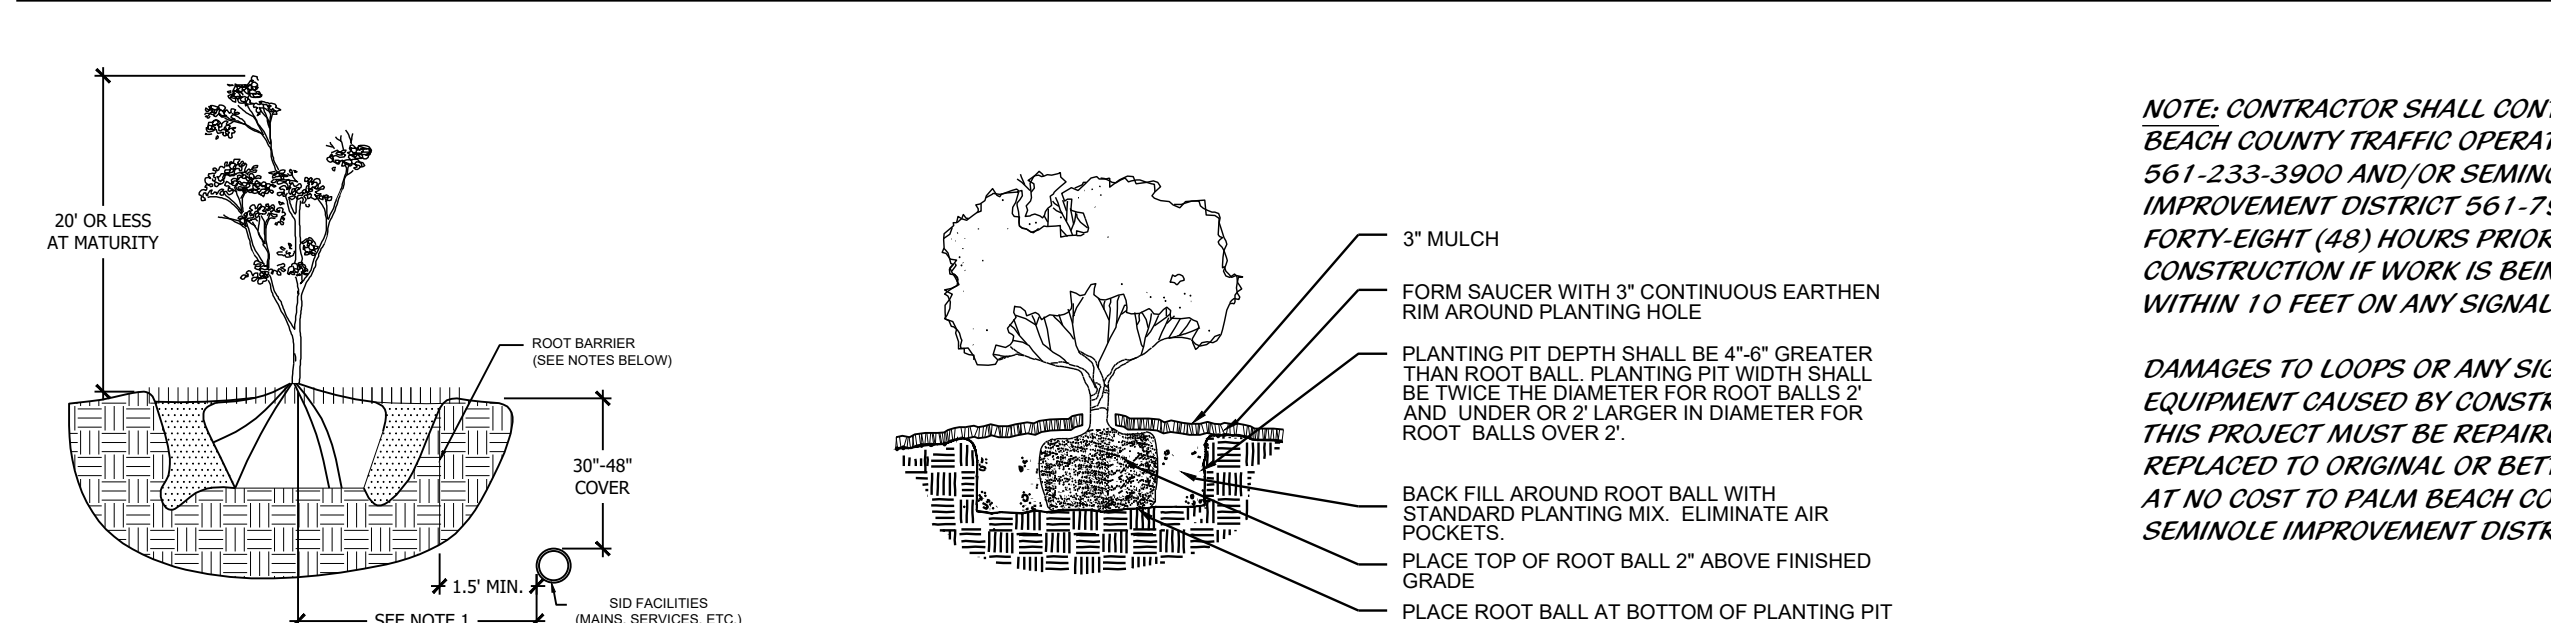 20' OR LESS
AT MATURITY
ROOT BARRIER
(SEE NOTES BELOW)
30"-48"
COVER
1.5' MIN.
SID FACILITIES
(MAINS, SERVICES, ETC.)
SEE NOTE 1
3" MULCH
FORM SAUCER WITH 3" CONTINUOUS EARTHEN
RIM AROUND PLANTING HOLE
PLANTING PIT DEPTH SHALL BE 4"-6" GREATER
THAN ROOT BALL. PLANTING PIT WIDTH SHALL
BE TWICE THE DIAMETER FOR ROOT BALLS 2'
AND UNDER OR 2' LARGER IN DIAMETER FOR
ROOT BALLS OVER 2'.
BACK FILL AROUND ROOT BALL WITH
STANDARD PLANTING MIX. ELIMINATE AIR
POCKETS.
PLACE TOP OF ROOT BALL 2" ABOVE FINISHED
GRADE
PLACE ROOT BALL AT BOTTOM OF PLANTING PIT
NOTE: CONTRACTOR SHALL
BEACH COUNTY TRAFFIC
561-233-3900 AND/OR
IMPROVEMENT DISTRICT
FORTY-EIGHT (48) HOURS PRIOR
CONSTRUCTION IF WORK IS
WITHIN 10 FEET ON ANY SIGNAL
DAMAGES TO LOOPS OR ANY
EQUIPMENT CAUSED BY
THIS PROJECT MUST BE
REPLACED TO ORIGINAL OR
AT NO COST TO PALM BEACH
SEMINOLE IMPROVEMENT